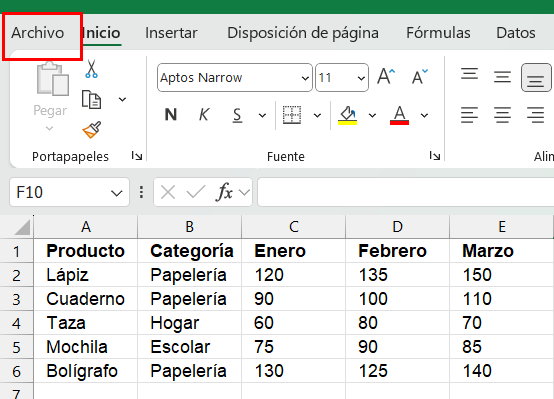 Archivo Inicio Insertar Disposición de página Fórmulas Datos
Pegar
Portapapeles
Aptos Narrow 11 A A
N K S A
Fuente
Alin
F10 fx
A B C D E
1 Producto Categoría Enero Febrero Marzo
2 Lápiz Papelería 120 135 150
3 Cuaderno Papelería 90 100 110
4 Taza Hogar 60 80 70
5 Mochila Escolar 75 90 85
6 Bolígrafo Papelería 130 125 140
7